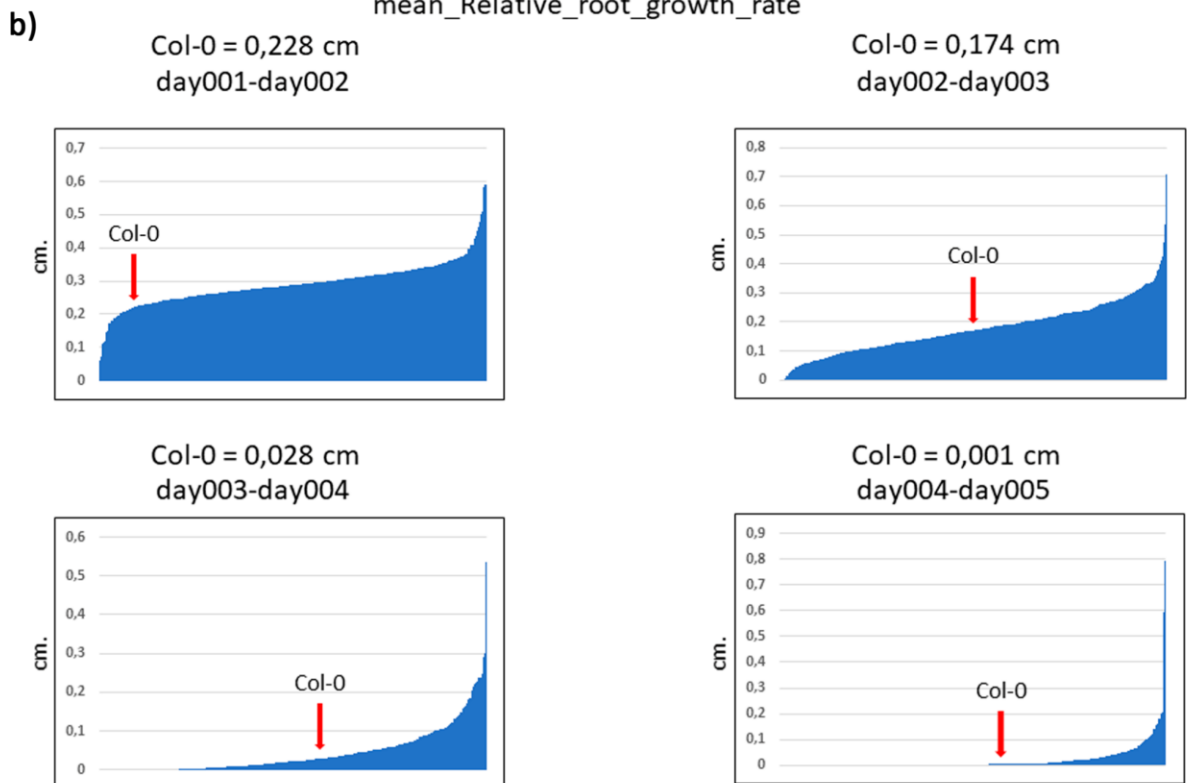 mean_Relative_root_growth_rate
b)
Col-0 = 0,228 cm
day001-day002
0,7
0,6
0,5
0,4
0,3
0,2
0,1
0
cm.
Col-0
Col-0 = 0,174 cm
day002-day003
0,8
0,7
0,6
0,5
0,4
0,3
0,2
0,1
0
cm.
Col-0
Col-0 = 0,028 cm
day003-day004
0,6
0,5
0,4
0,3
0,2
0,1
0
cm.
Col-0
Col-0 = 0,001 cm
day004-day005
0,9
0,8
0,7
0,6
0,5
0,4
0,3
0,2
0,1
0
cm.
Col-0